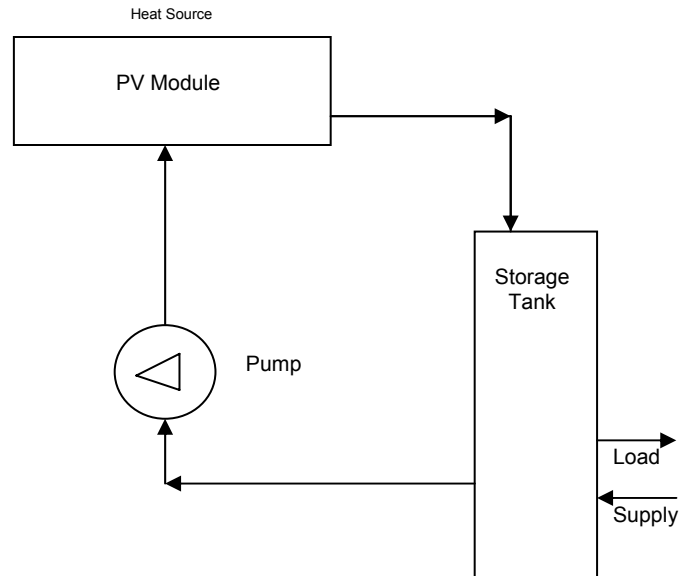 Heat Source
PV Module
Storage
Tank
Pump
Load
Supply